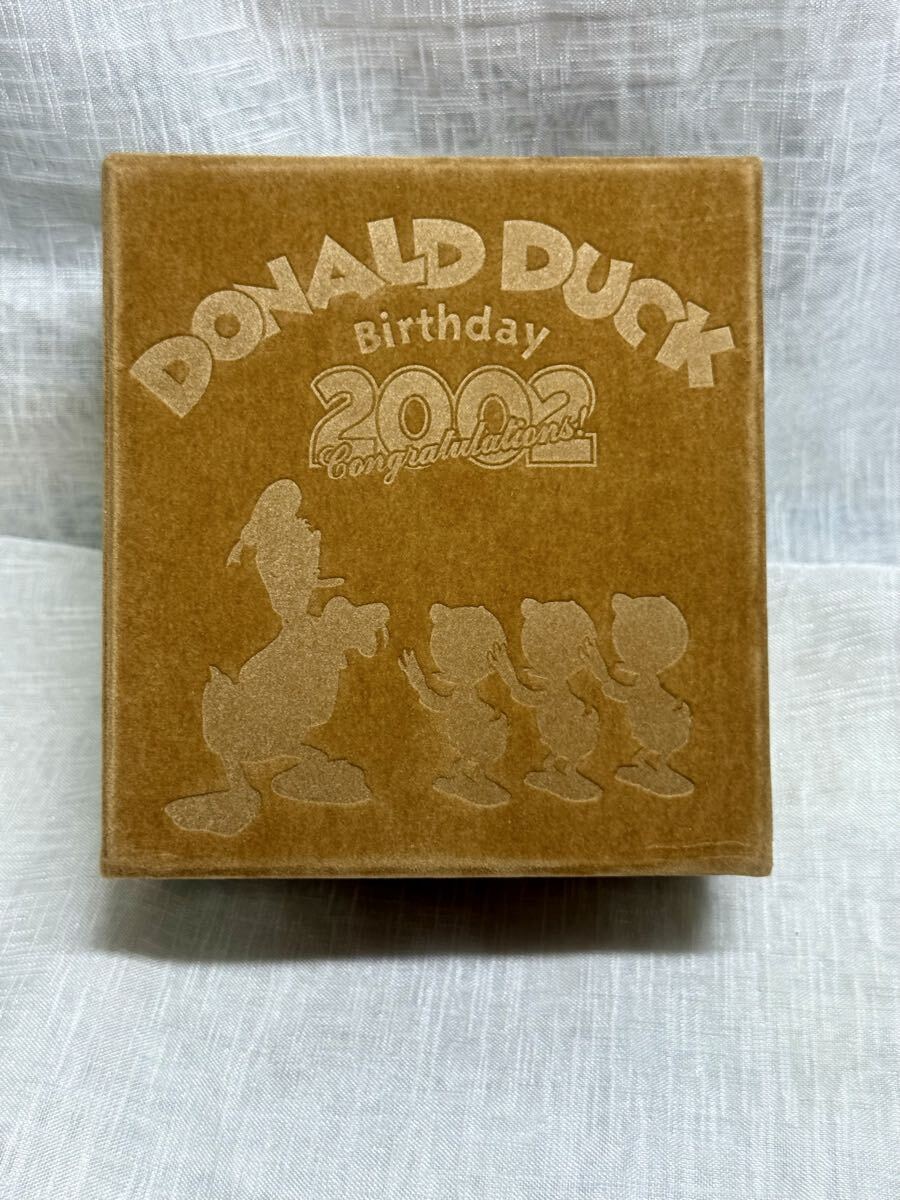 DONALD DUCK
Birthday
2002
Congratulations!